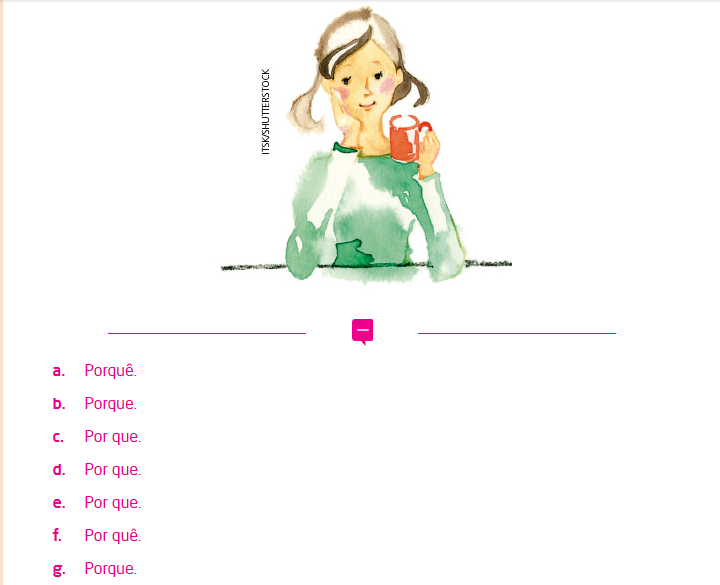 ITSK/SHUTTERSTOCK
a. Porquê.
b. Porque.
c. Por que.
d. Por que.
e. Por que.
f. Por quê.
g. Porque.